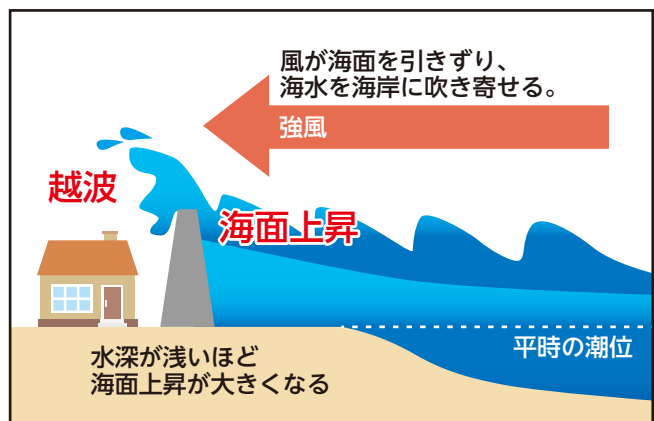 風が海面を引きずり、
海水を海岸に吹き寄せる。
強風
越波
海面上昇
平時の潮位
水深が浅いほど
海面上昇が大きくなる